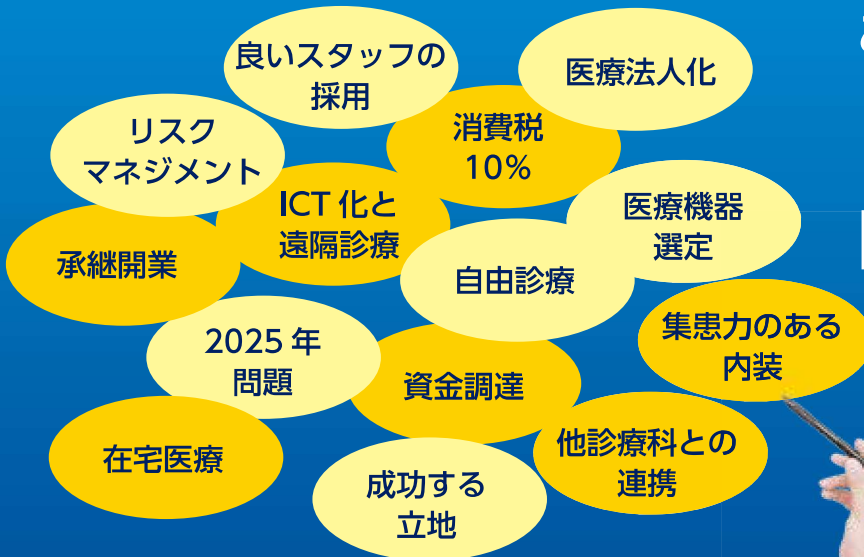 良いスタッフの
採用
医療法人化
リスク
マネジメント
消費税
10%
ICT 化と
遠隔診療
医療機器
選定
承継開業
自由診療
2025 年
問題
資金調達
集患力のある
内装
在宅医療
他診療科との
連携
成功する
立地